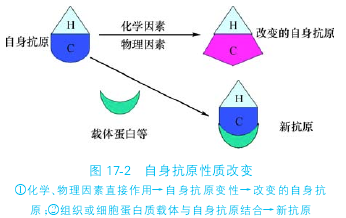 H
C
自身抗原
化学因素
物理因素
H
C
改变的自身抗原
载体蛋白等
H
C
新抗原
图 17-2 自身抗原性质改变
①化学、物理因素直接作用→自身抗原变性→改变的自身抗
原;②组织或细胞蛋白质载体与自身抗原结合→新抗原